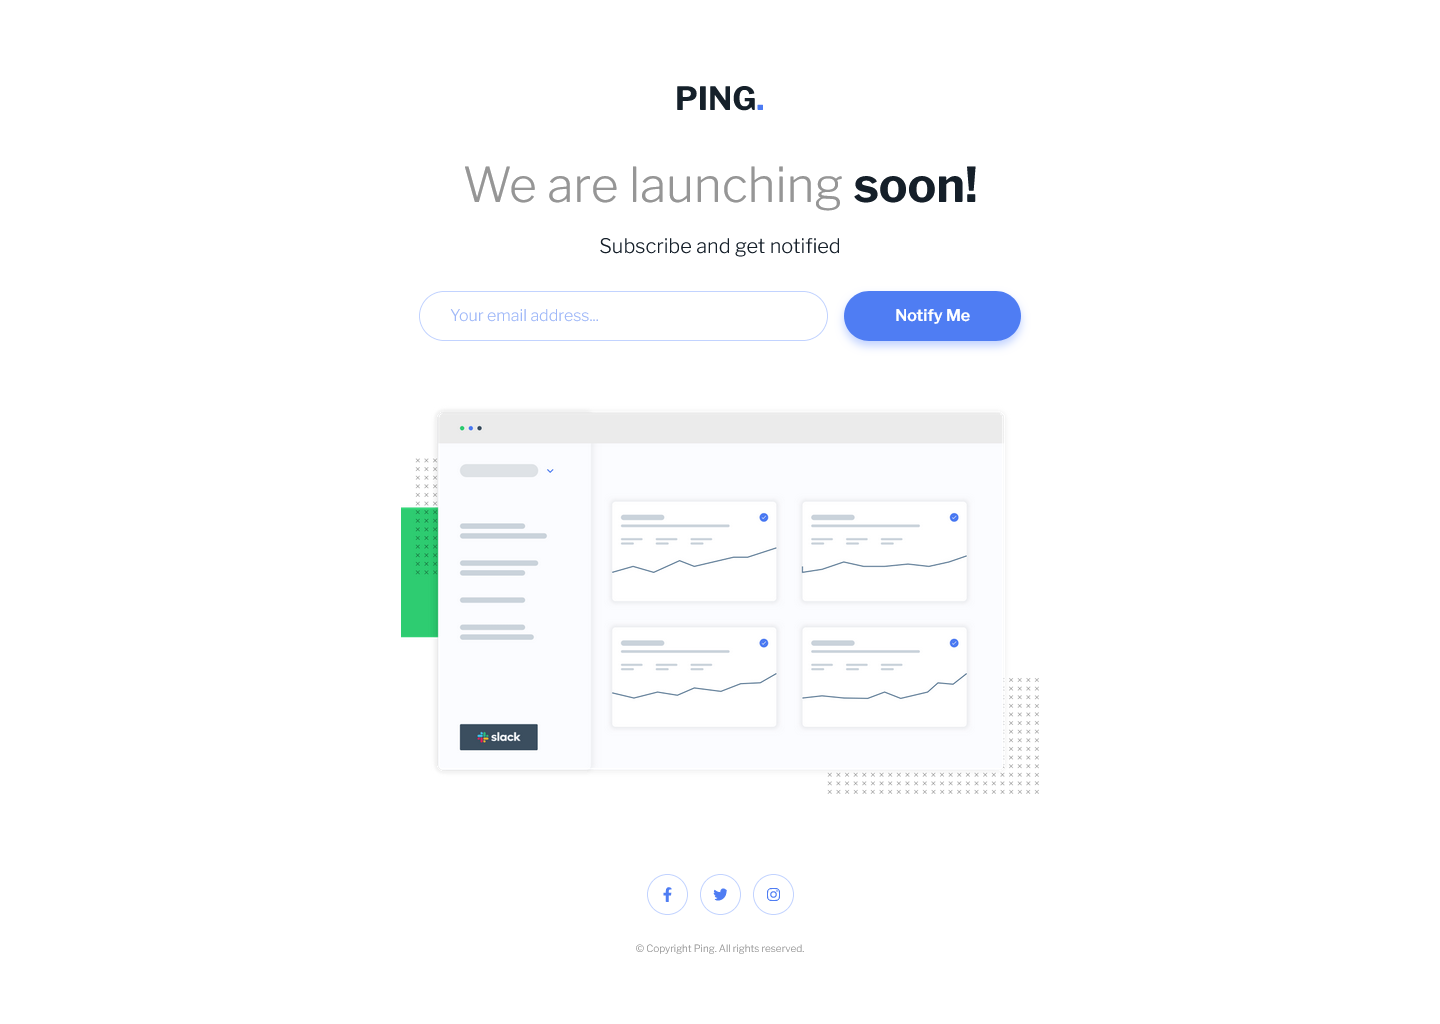 PING.
We are launching soon!
Subscribe and get notified
Your email address...
Notify Me
slack
© Copyright Ping. All rights reserved.